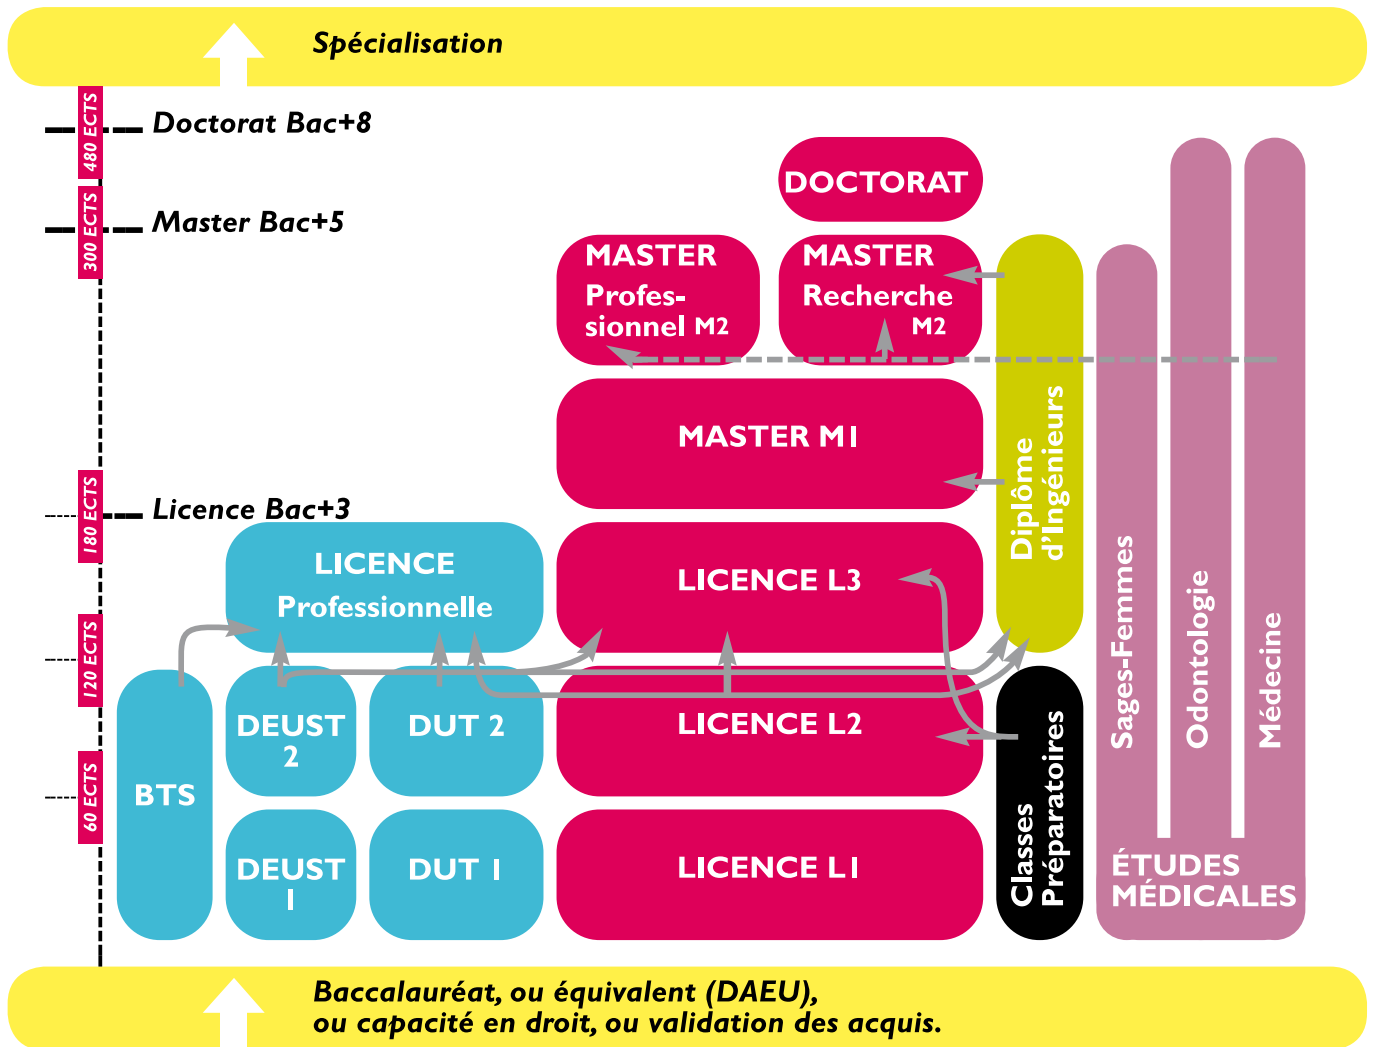 Spécialisation
480 ECTS
Doctorat Bac+8
DOCTORAT
300 ECTS
Master Bac+5
MASTER
Profes-
sionnel M2
MASTER
Recherche
M2
MASTER M1
Diplôme
d'Ingénieurs
180 ECTS
Licence Bac+3
LICENCE
Professionnelle
LICENCE L3
120 ECTS
DEUST
2
DUT 2
LICENCE L2
60 ECTS
BTS
DEUST
1
DUT 1
LICENCE L1
Classes
Préparatoires
Sages-Femmes
Odontologie
Médecine
ÉTUDES
MÉDICALES
Baccalauréat, ou équivalent (DAEU),
ou capacité en droit, ou validation des acquis.